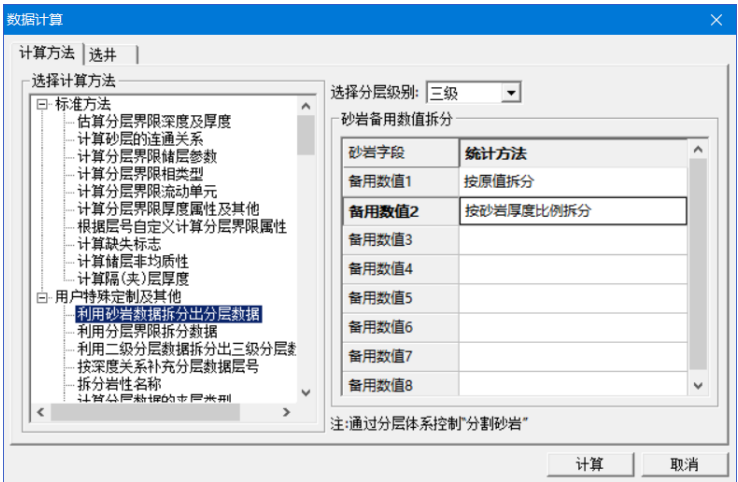 数据计算
计算方法 选井
选择计算方法
标准方法
估算分层界限深度及厚度
计算砂层的连通关系
计算分层界限储层参数
计算分层界限相类型
计算分层界限流动单元
计算分层界限厚度属性及其他
根据层号自定义计算分层界限属性
计算缺失标志
计算储层非均质性
计算隔(夹)层厚度
用户特殊定制及其他
利用砂岩数据拆分出分层数据
利用分层界限拆分数据
利用二级分层数据拆分出三级分层数
按深度关系补充分层数据层号
拆分岩性名称
计算分层数据的夹层类型
选择分层级别: 三级
砂岩备用数值拆分
砂岩字段 统计方法
备用数值1 按原值拆分
备用数值2 按砂岩厚度比例拆分
备用数值3
备用数值4
备用数值5
备用数值6
备用数值7
备用数值8
注:通过分层体系控制"分割砂岩"
计算 取消